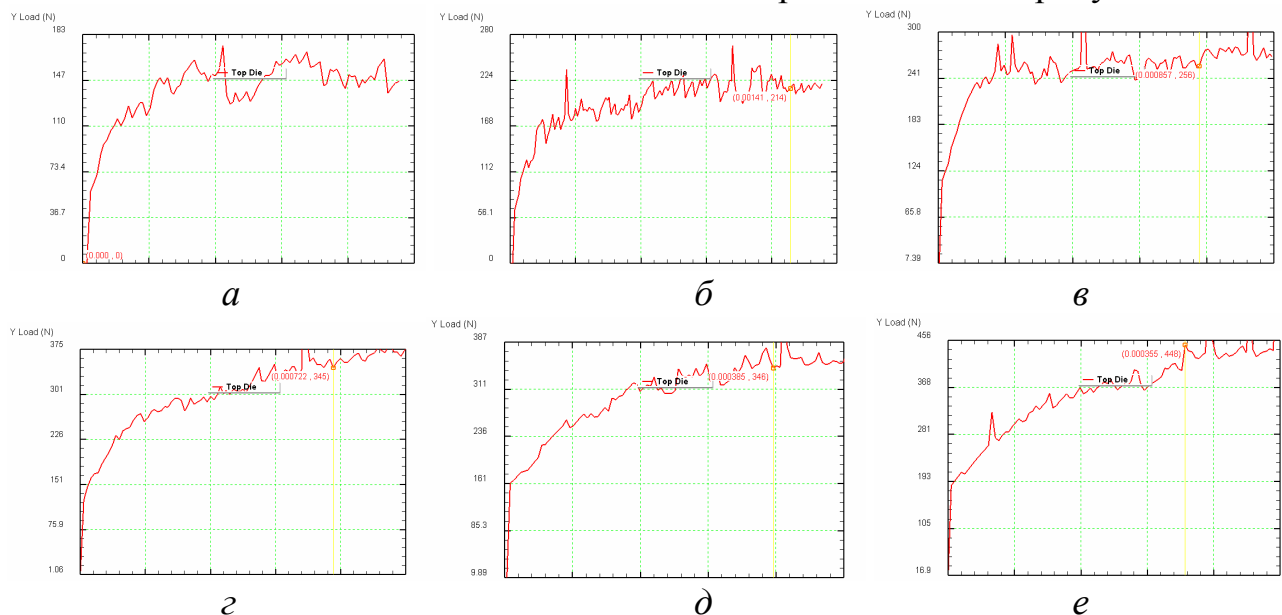 Y Load (N)
183
147
110
73.4
38.7
0
Top Die
(0.000 , 0)
а
Y Load (N)
280
224
168
112
56.1
0
Top Die
(0.00141 , 214)
б
300
241
183
124
65.8
7.39
Top Die
(0.000857 , 256)
в
Y Load (N)
375
301
226
151
75.9
1.06
Top Die
(0.000722 , 345)
г
Y Load (N)
387
311
236
161
85.3
9.89
Top Die
(0.000385 , 346)
д
Y Load (N)
456
368
281
193
105
16.9
Top Die
(0.000355 , 448)
е